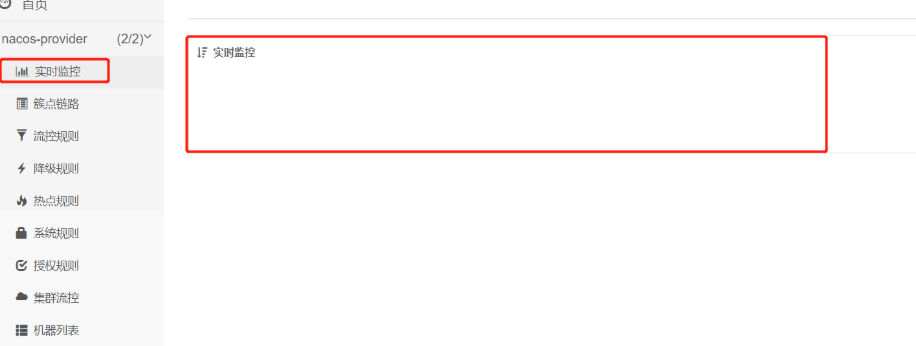 首页
nacos-provider (2/2)
实时监控
簇点链路
流控规则
降级规则
热点规则
系统规则
授权规则
集群流控
机器列表
实时监控